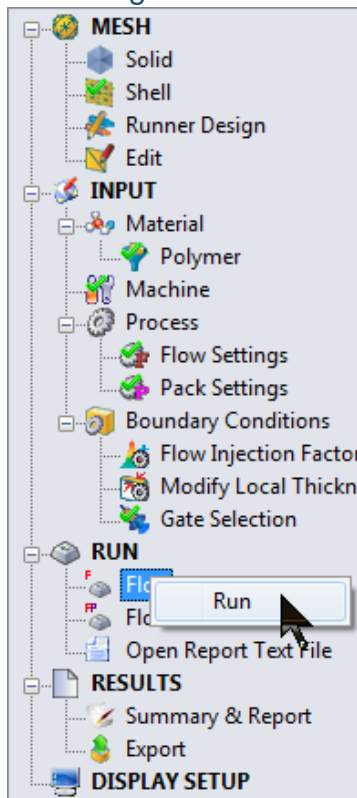 MESH
Solid
Shell
Runner Design
Edit
INPUT
Material
Polymer
Machine
Process
Flow Settings
Pack Settings
Boundary Conditions
Flow Injection Factor
Modify Local Thickn
Gate Selection
RUN
F Flo
Run
FP Flo
Open Report Text File
RESULTS
Summary & Report
Export
DISPLAY SETUP